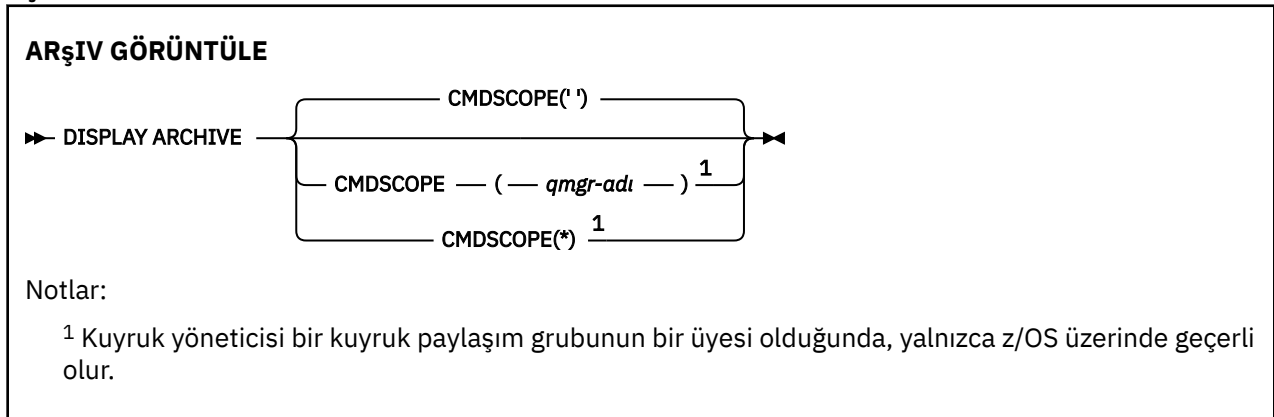 ARşIV GÖRÜNTÜLE
CMDSCOPE(' ')
DISPLAY ARCHIVE
CMDSCOPE ( qmgr-adı ) 1
CMDSCOPE(*) 1
Notlar:
1 Kuyruk yöneticisi bir kuyruk paylaşım grubunun bir üyesi olduğunda, yalnızca z/OS üzerinde geçerli
olur.